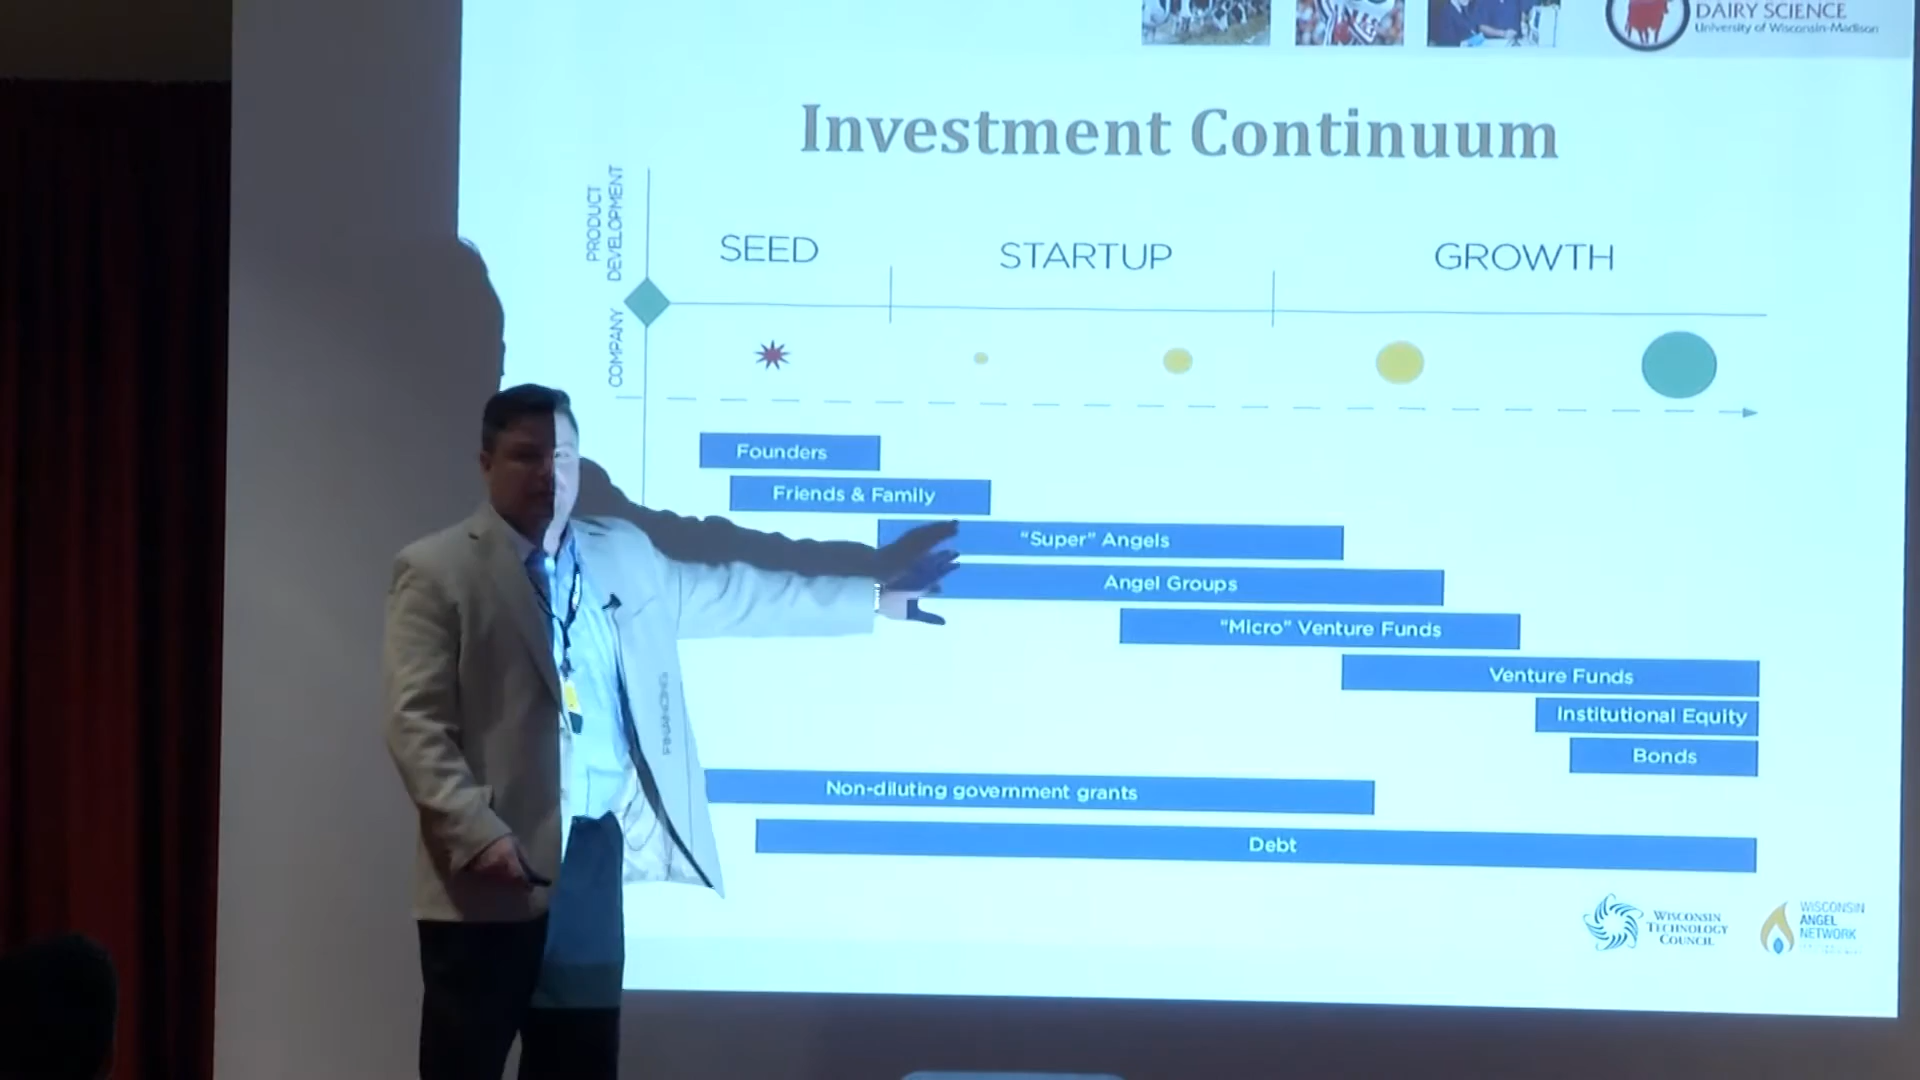 DAIRY SCIENCE
University of Wisconsin-Madison
Investment Continuum
PRODUCT
DEVELOPMENT
COMPANY
SEED
STARTUP
GROWTH
Founders
Friends & Family
"Super" Angels
Angel Groups
"Micro" Venture Funds
Venture Funds
Institutional Equity
Bonds
FINANCING
Non-diluting government grants
Debt
WISCONSIN
TECHNOLOGY
COUNCIL
WISCONSIN
ANGEL
NETWORK